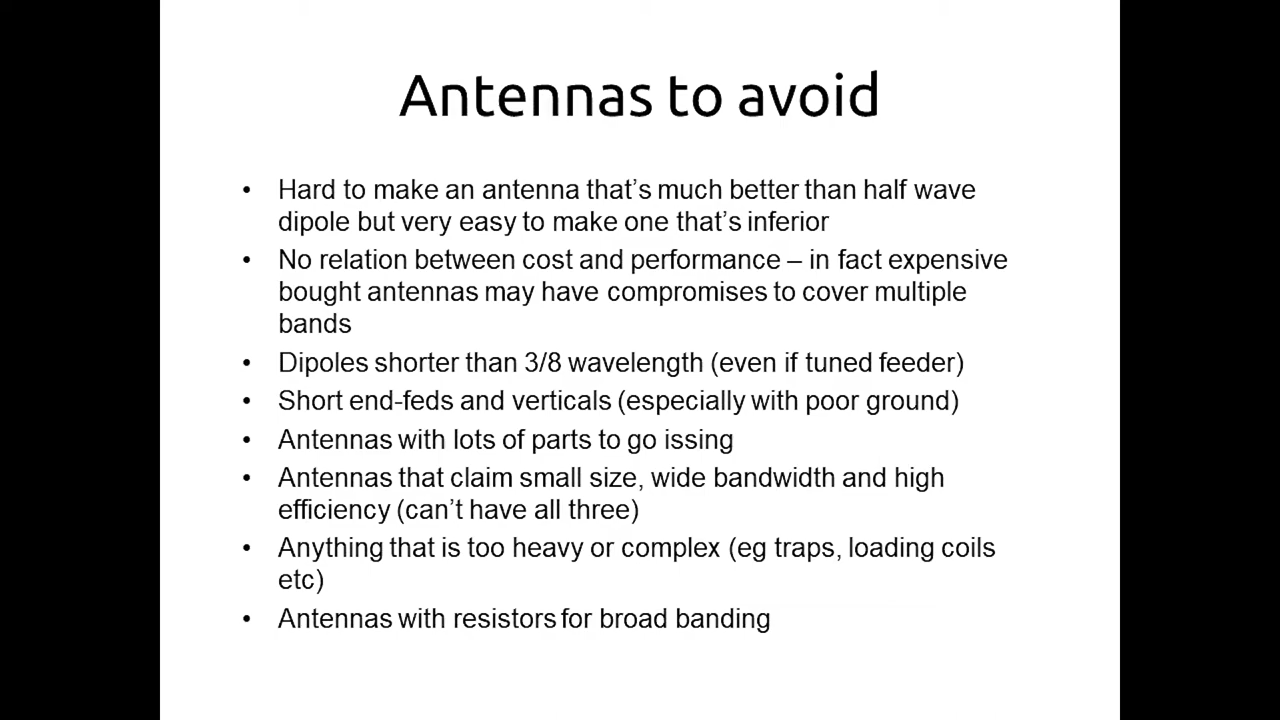 Antennas to avoid
• Hard to make an antenna that's much better than half wave
dipole but very easy to make one that's inferior
• No relation between cost and performance – in fact expensive
bought antennas may have compromises to cover multiple
bands
• Dipoles shorter than 3/8 wavelength (even if tuned feeder)
• Short end-feds and verticals (especially with poor ground)
• Antennas with lots of parts to go issing
• Antennas that claim small size, wide bandwidth and high
efficiency (can't have all three)
• Anything that is too heavy or complex (eg traps, loading coils
etc)
• Antennas with resistors for broad banding